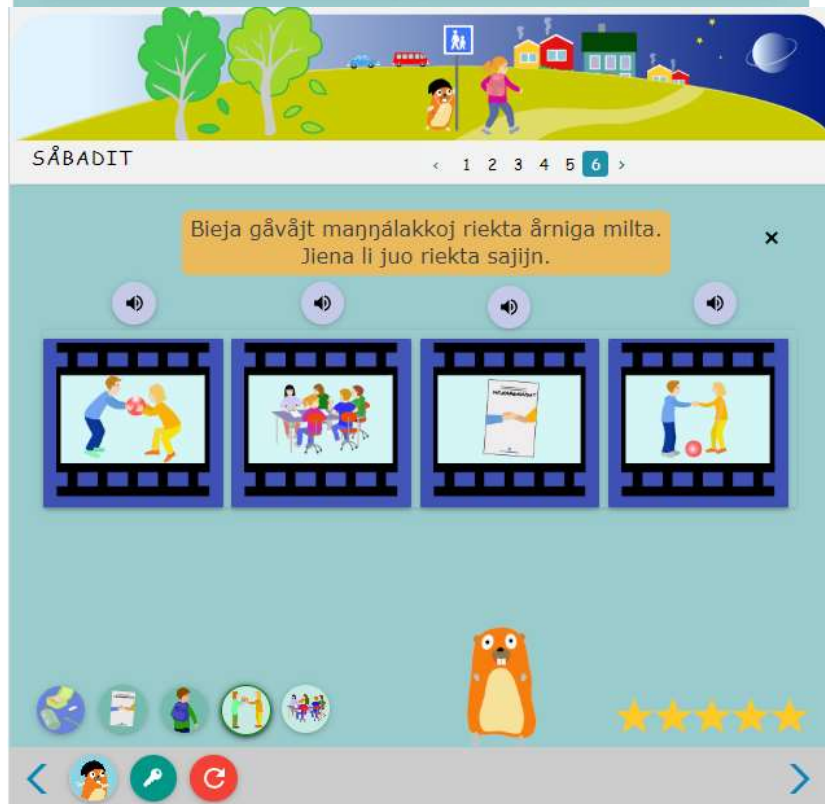 SÅBADIT
‹ 1 2 3 4 5 6 ›
Bieja gåvåjt maŋŋálakkoj riekta årniga milta.
Jiena li juo riekta sajijn.